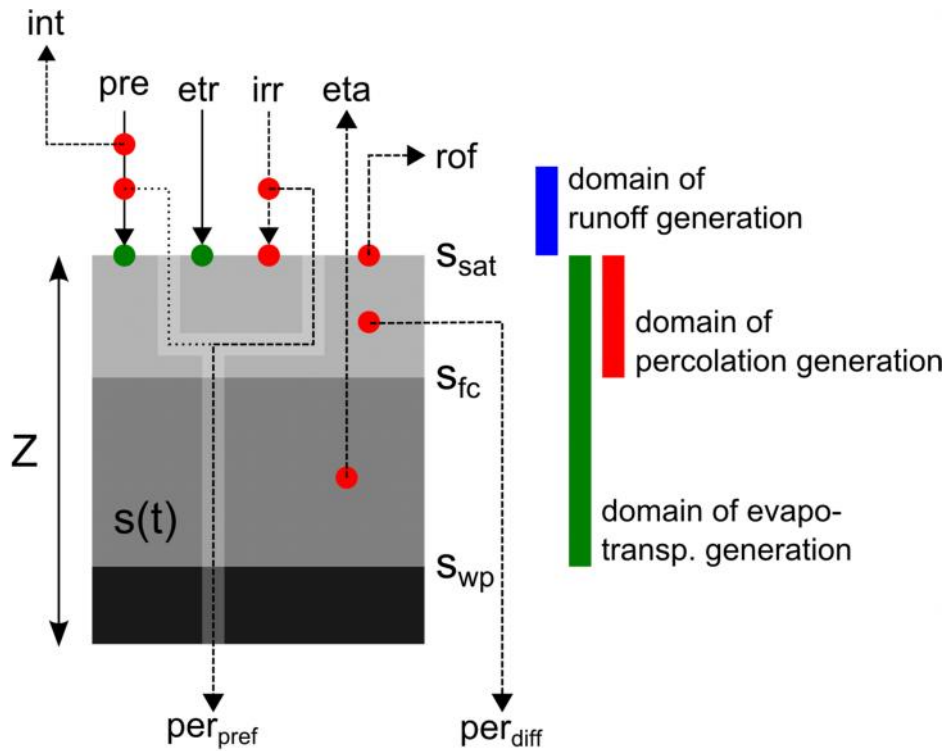 int
pre
etr
irr
eta
rof
s_sat
domain of
runoff generation
domain of
percolation generation
s_fc
Z
s(t)
domain of evapo-
transp. generation
s_wp
per_pref
per_diff